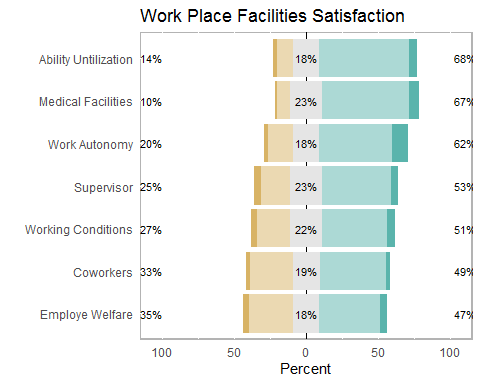 Work Place Facilities Satisfaction
Ability Untilization 14% 18% 68%
Medical Facilities 10% 23% 67%
Work Autonomy 20% 18% 62%
Supervisor 25% 23% 53%
Working Conditions 27% 22% 51%
Coworkers 33% 19% 49%
Employe Welfare 35% 18% 47%
100 50 0 50 100
Percent